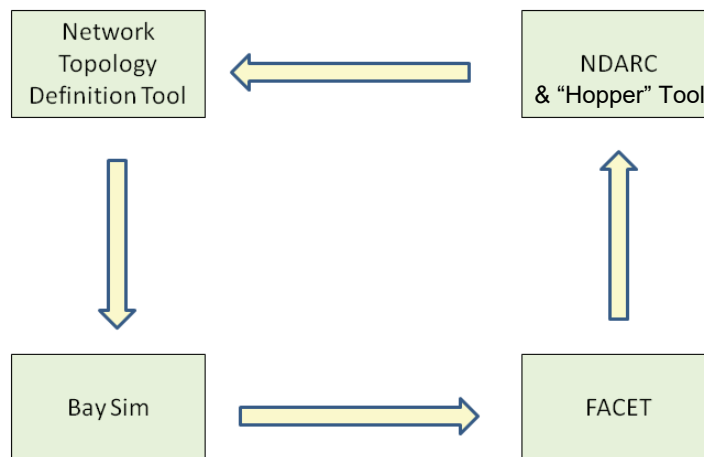 Network
Topology
Definition Tool
NDARC
& “Hopper” Tool
Bay Sim
FACET